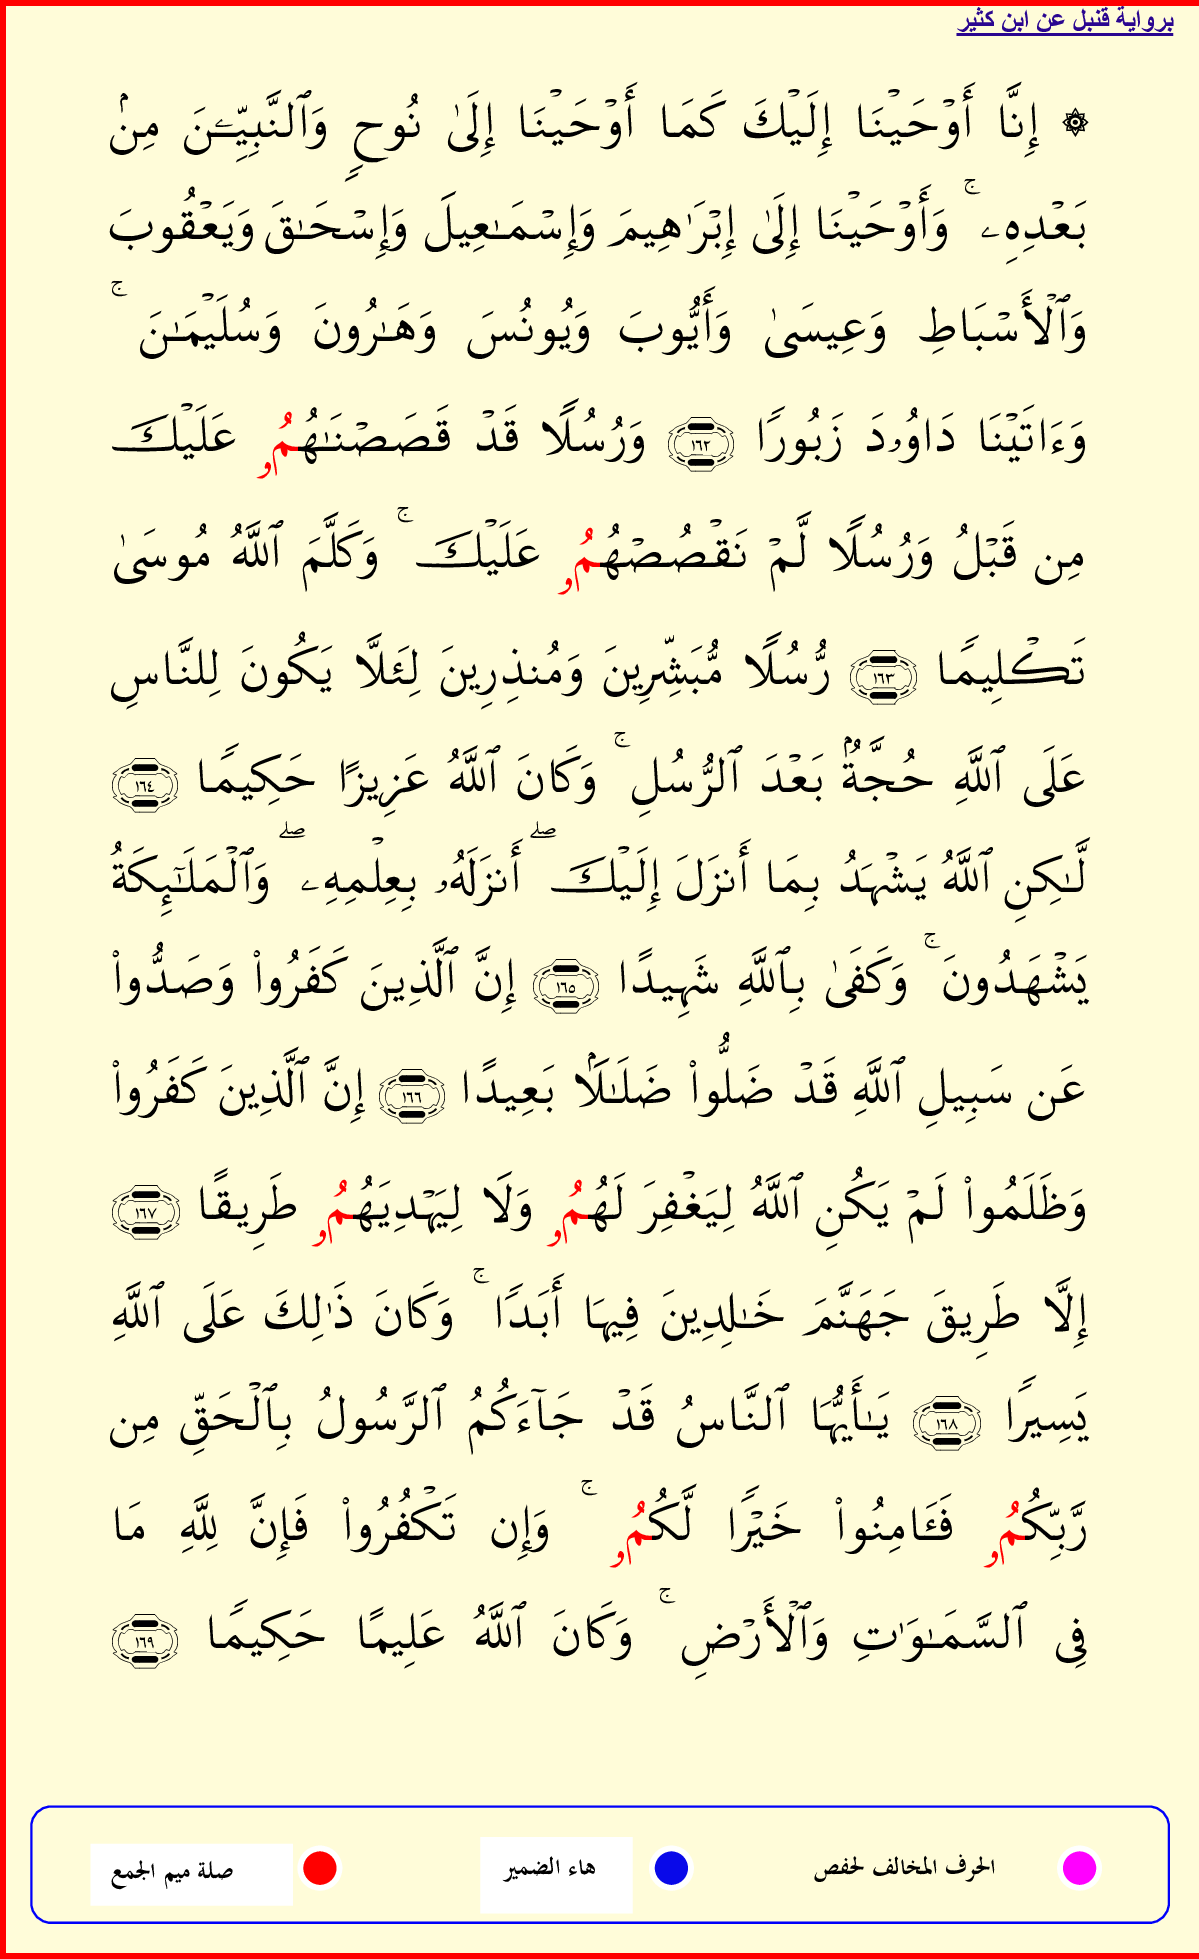 برواية قنبل عن ابن كثير
۞ إِنَّا أَوْحَيْنَا إِلَيْكَ كَمَا أَوْحَيْنَا إِلَىٰ نُوحٍ وَٱلنَّبِيِّـۧنَ مِنۢ
بَعْدِهِۦ ۚ وَأَوْحَيْنَا إِلَىٰ إِبْرَٰهِيمَ وَإِسْمَـٰعِيلَ وَإِسْحَـٰقَ وَيَعْقُوبَ
وَٱلْأَسْبَاطِ وَعِيسَىٰ وَأَيُّوبَ وَيُونُسَ وَهَـٰرُونَ وَسُلَيْمَـٰنَ ۚ
وَءَاتَيْنَا دَاوُۥدَ زَبُورًا ١٦٢ وَرُسُلًا قَدْ قَصَصْنَـٰهُمُۥ عَلَيْكَ
مِن قَبْلُ وَرُسُلًا لَّمْ نَقْصُصْهُمُۥ عَلَيْكَ ۚ وَكَلَّمَ ٱللَّهُ مُوسَىٰ
تَكْلِيمًا ١٦٣ رُّسُلًا مُّبَشِّرِينَ وَمُنذِرِينَ لِئَلَّا يَكُونَ لِلنَّاسِ
عَلَى ٱللَّهِ حُجَّةٌۢ بَعْدَ ٱلرُّسُلِ ۚ وَكَانَ ٱللَّهُ عَزِيزًا حَكِيمًا ١٦٤
لَّـٰكِنِ ٱللَّهُ يَشْهَدُ بِمَا أَنزَلَ إِلَيْكَ ۖ أَنزَلَهُۥ بِعِلْمِهِۦ ۖ وَٱلْمَلَـٰٓئِكَةُ
يَشْهَدُونَ ۚ وَكَفَىٰ بِٱللَّهِ شَهِيدًا ١٦٥ إِنَّ ٱلَّذِينَ كَفَرُوا۟ وَصَدُّوا۟
عَن سَبِيلِ ٱللَّهِ قَدْ ضَلُّوا۟ ضَلَـٰلًۢا بَعِيدًا ١٦٦ إِنَّ ٱلَّذِينَ كَفَرُوا۟
وَظَلَمُوا۟ لَمْ يَكُنِ ٱللَّهُ لِيَغْفِرَ لَهُمُۥ وَلَا لِيَهْدِيَهُمُۥ طَرِيقًا ١٦٧
إِلَّا طَرِيقَ جَهَنَّمَ خَـٰلِدِينَ فِيهَا أَبَدًا ۚ وَكَانَ ذَٰلِكَ عَلَى ٱللَّهِ
يَسِيرًا ١٦٨ يَـٰأَيُّهَا ٱلنَّاسُ قَدْ جَآءَكُمُ ٱلرَّسُولُ بِٱلْحَقِّ مِن
رَّبِّكُمُۥ فَـَٔامِنُوا۟ خَيْرًا لَّكُمُۥ ۚ وَإِن تَكْفُرُوا۟ فَإِنَّ لِلَّهِ مَا
فِى ٱلسَّمَـٰوَٰتِ وَٱلْأَرْضِ ۚ وَكَانَ ٱللَّهُ عَلِيمًا حَكِيمًا ١٦٩
الحرف المخالف لحفص هاء الضمير صلة ميم الجمع